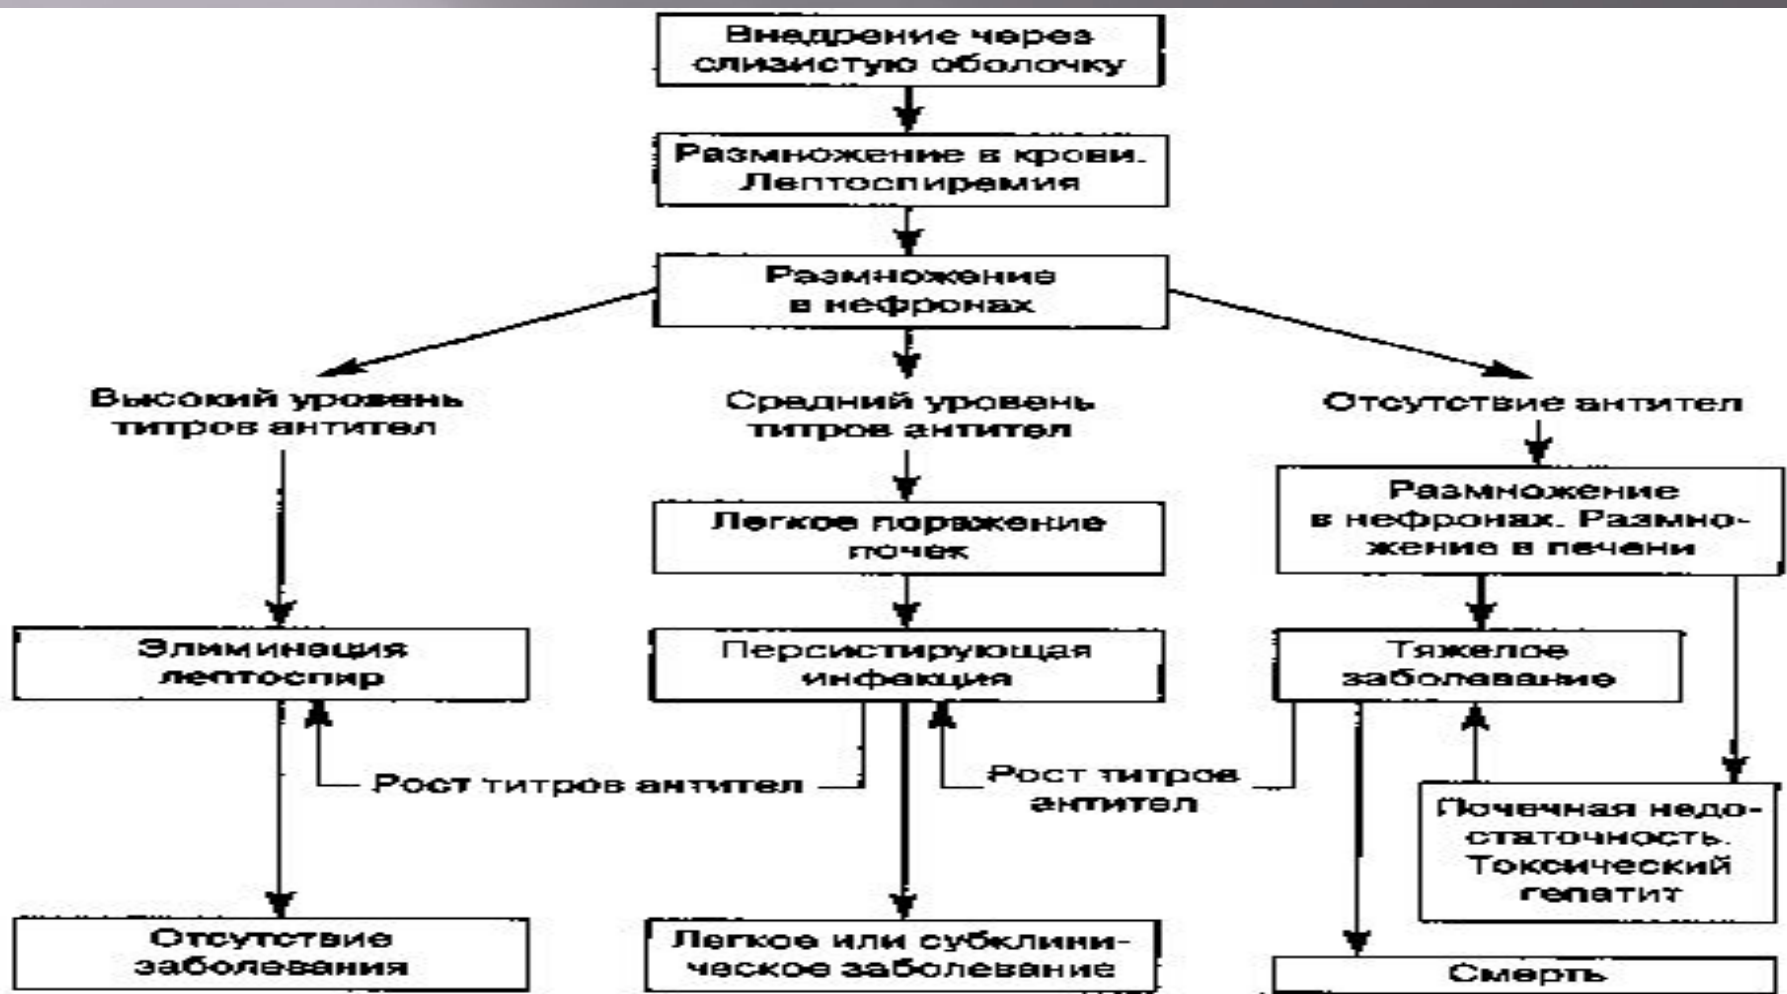 Внедрение через
слизистую оболочку
Размножение в крови.
Лептоспиремия
Размножение
в нефронах
Высокий уровень
титров антител
Средний уровень
титров антител
Отсутствие антител
Размножение
в нефронах. Размно-
жение в печени
Легкое поражение
почек
Элиминация
лептоспир
Персистирующая
инфекция
Тяжелое
заболевание
Рост титров антител
Рост титров
антител
Почечная недо-
статочность.
Токсический
гепатит
Отсутствие
заболевания
Легкое или субклини-
ческое заболевание
Смерть